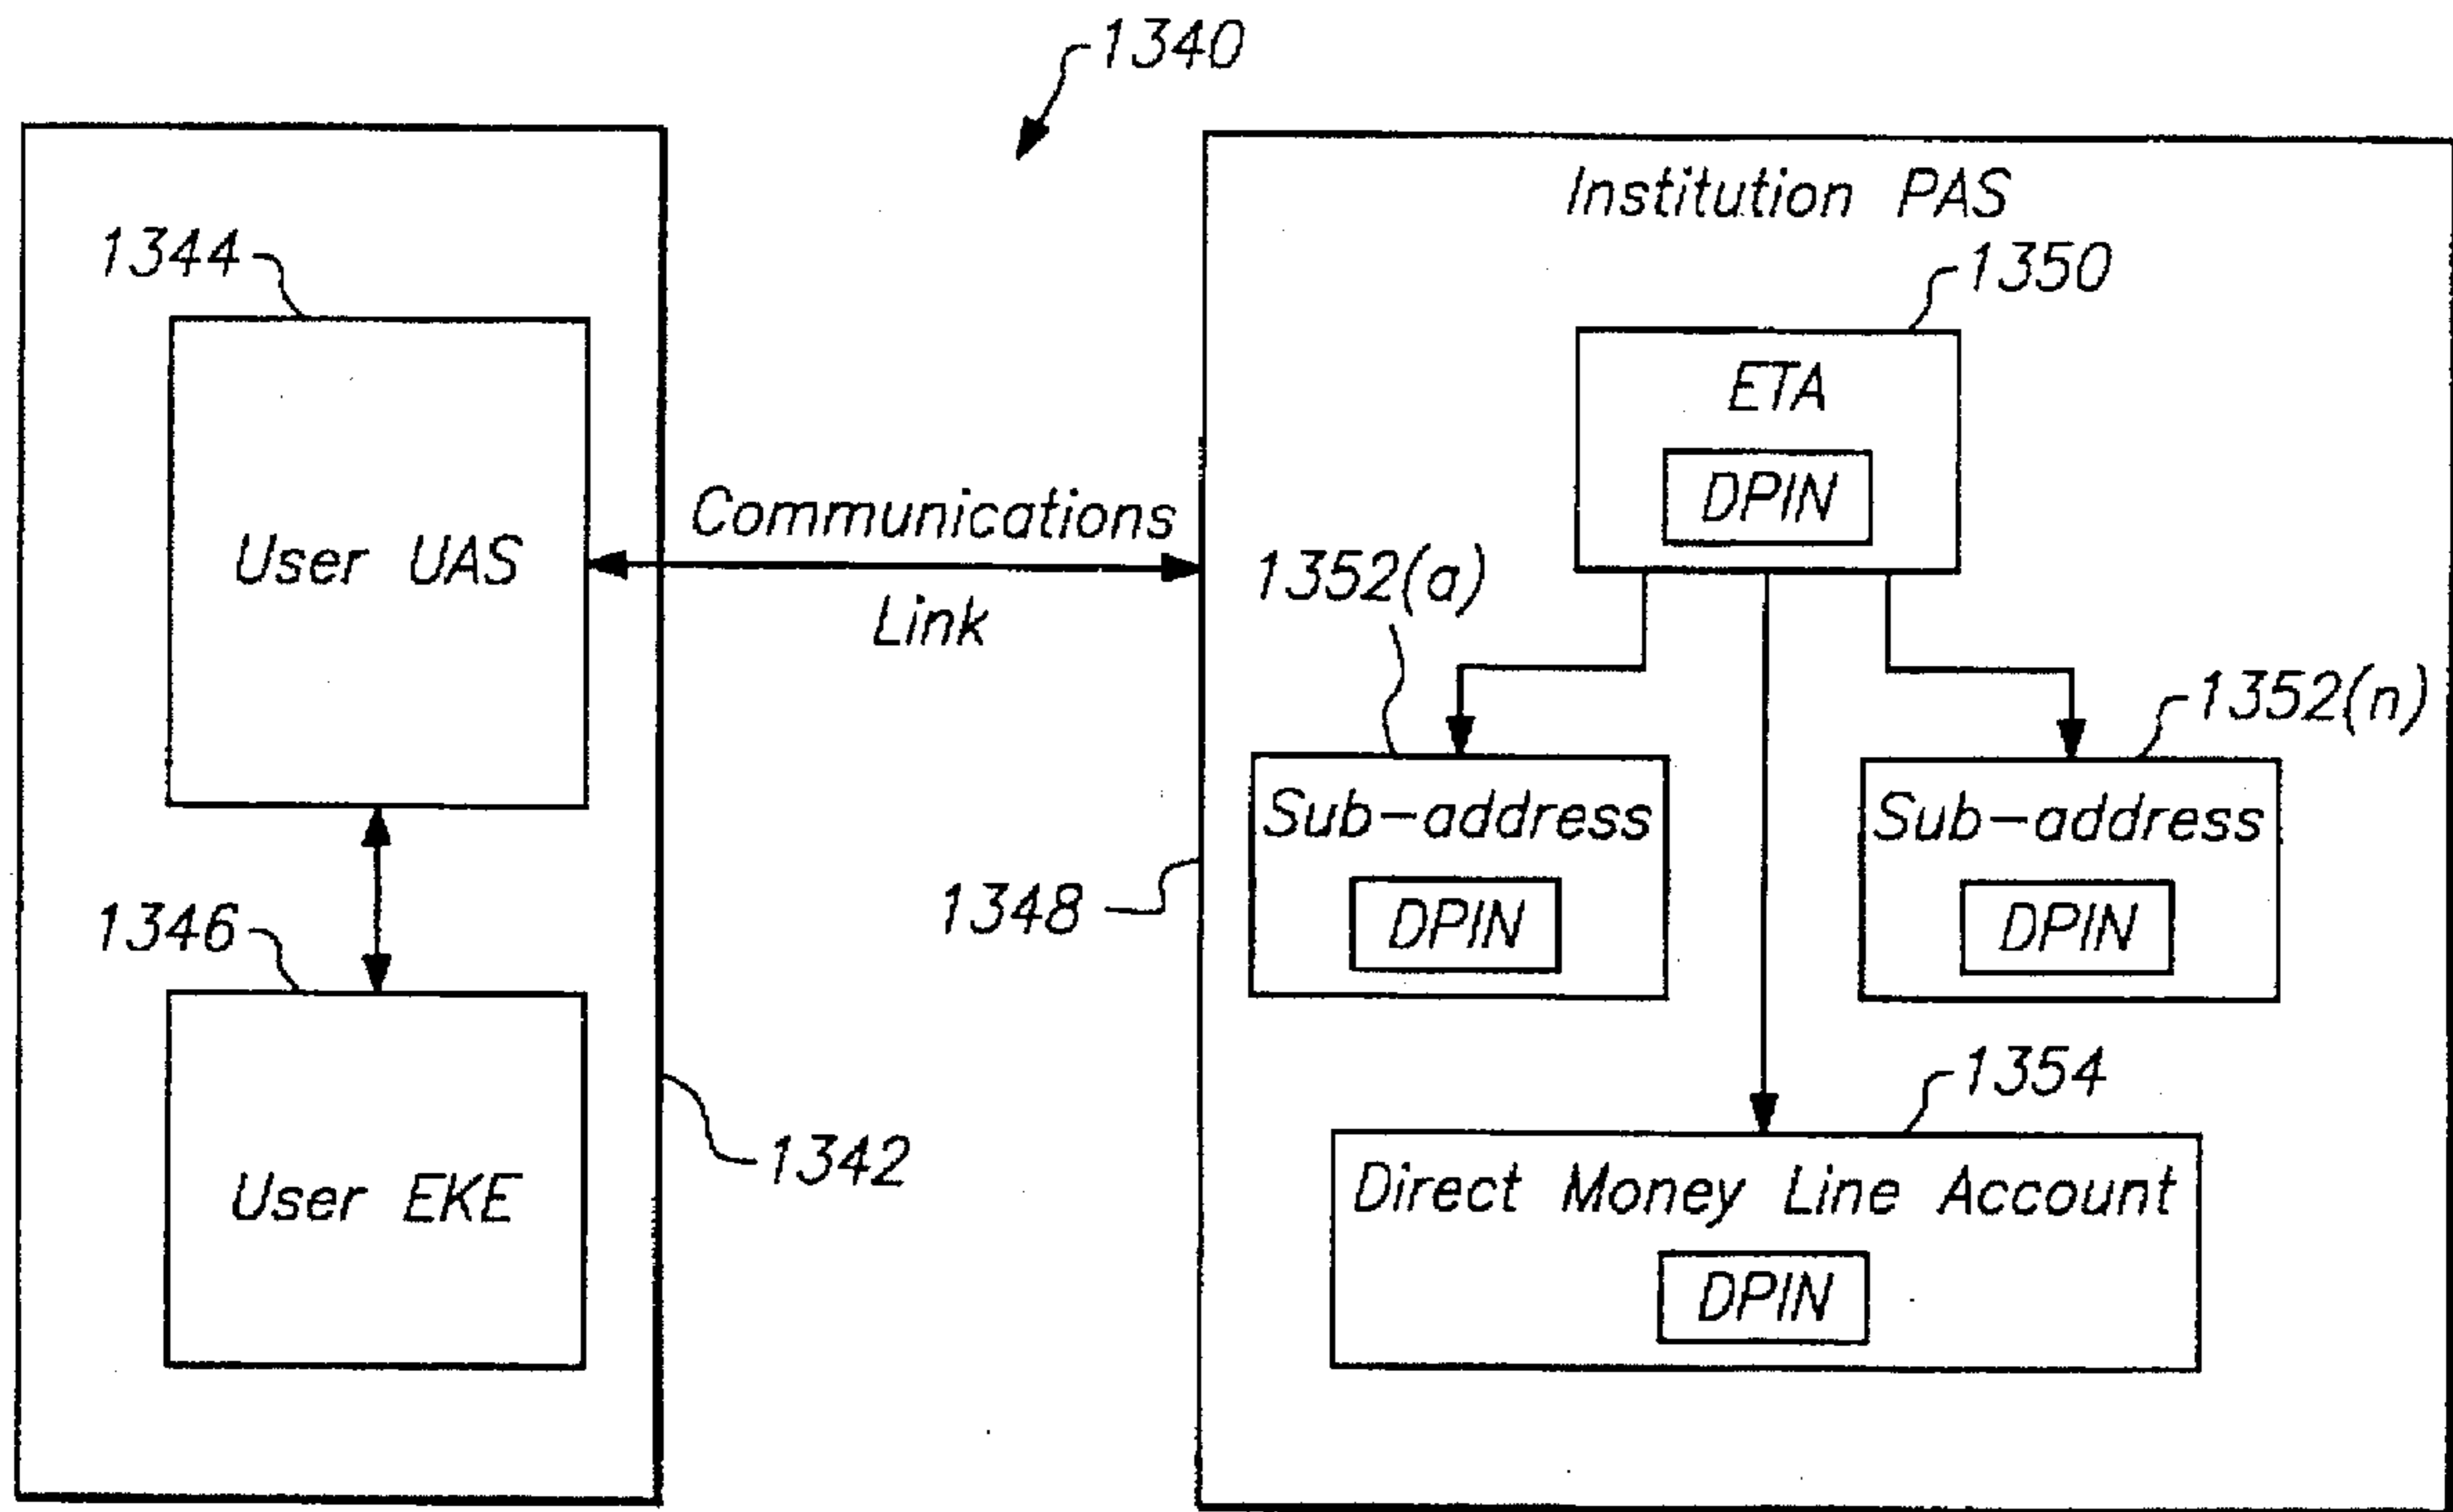 1340
Institution PAS
1344
1350
ETA
DPIN
User UAS
Communications
Link
1352(a)
1352(n)
Sub-address
DPIN
Sub-address
DPIN
1348
1346
User EKE
1342
1354
Direct Money Line Account
DPIN